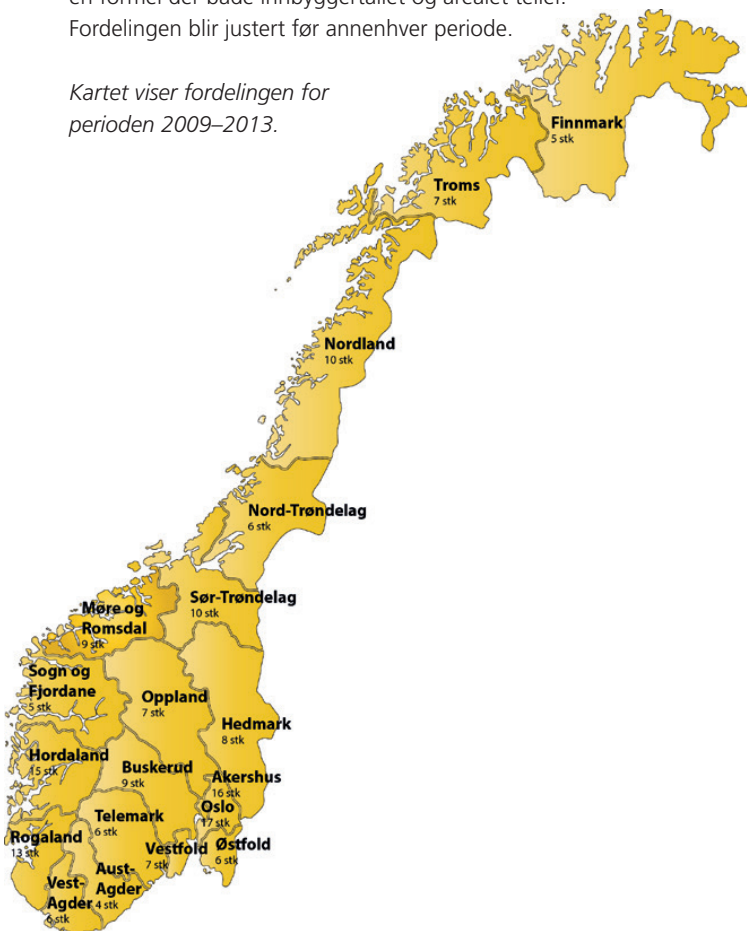 en formel der både innbyggertallet og arealet teller.
Fordelingen blir justert før annenhver periode.
Kartet viser fordelingen for
perioden 2009–2013.
Finnmark
5 stk
Troms
7 stk
Nordland
10 stk
Nord-Trøndelag
6 stk
Sør-Trøndelag
10 stk
Møre og
Romsdal
9 stk
Sogn og
Fjordane
5 stk
Oppland
7 stk
Hedmark
8 stk
Hordaland
15 stk
Buskerud
9 stk
Akershus
16 stk
Oslo
17 stk
Telemark
6 stk
Rogaland
13 stk
Vestfold
7 stk
Østfold
6 stk
Aust-
Agder
4 stk
Vest-
Agder
6 stk